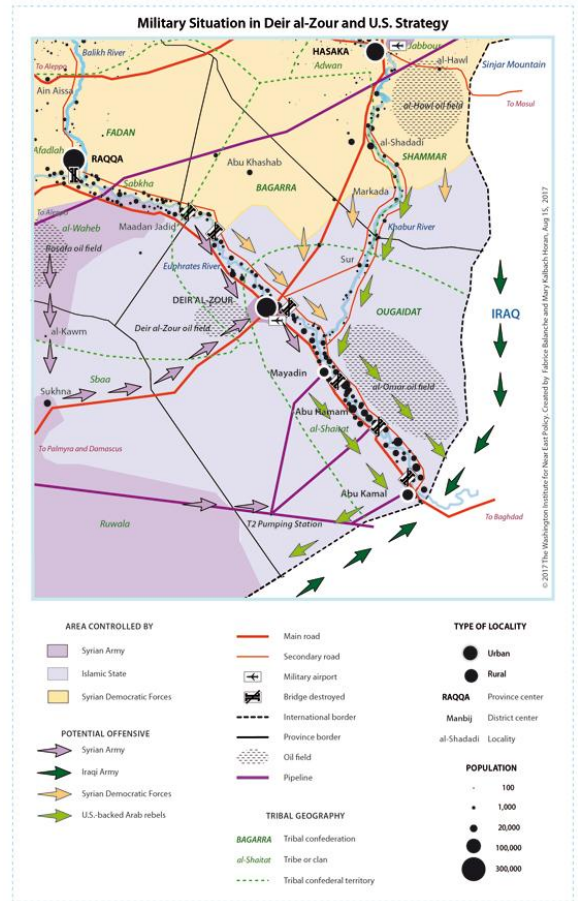 Military Situation in Deir al-Zour and U.S. Strategy
HASAKA
Jabbour
Balikh River
Adwan
al-Hawl
Sinjar Mountain
To Aleppo
Ain Aissa
al-Hawl oil field
To Mosul
FADAN
al-Shadadi
Afadlah
RAQQA
Abu Khashab
SHAMMAR
Sabkha
BAGARRA
Markada
To Aleppo
al-Waheb
Maadan Jadid
Khabur River
Rosafa oil field
Sur
Euphrates River
DEIR AL-ZOUR
OUGAIDAT
IRAQ
Deir al-Zour oil field
al-Kawm
Mayadin
Sbaa
al-Omar oil field
Sukhna
Abu Hamam
al-Shaitat
To Palmyra and Damascus
Abu Kamal
Ruwala
T2 Pumping Station
To Baghdad
© 2017 The Washington Institute for Near East Policy. Created by Fabrice Balanche and Mary Kalbach Horan, Aug 15, 2017
AREA CONTROLLED BY
Syrian Army
Islamic State
Syrian Democratic Forces
POTENTIAL OFFENSIVE
Syrian Army
Iraqi Army
Syrian Democratic Forces
U.S.-backed Arab rebels
Main road
Secondary road
Military airport
Bridge destroyed
International border
Province border
Oil field
Pipeline
TRIBAL GEOGRAPHY
BAGARRA Tribal confederation
al-Shaitat Tribe or clan
Tribal confederal territory
TYPE OF LOCALITY
Urban
Rural
RAQQA Province center
Manbij District center
al-Shadadi Locality
POPULATION
100
1,000
20,000
100,000
300,000